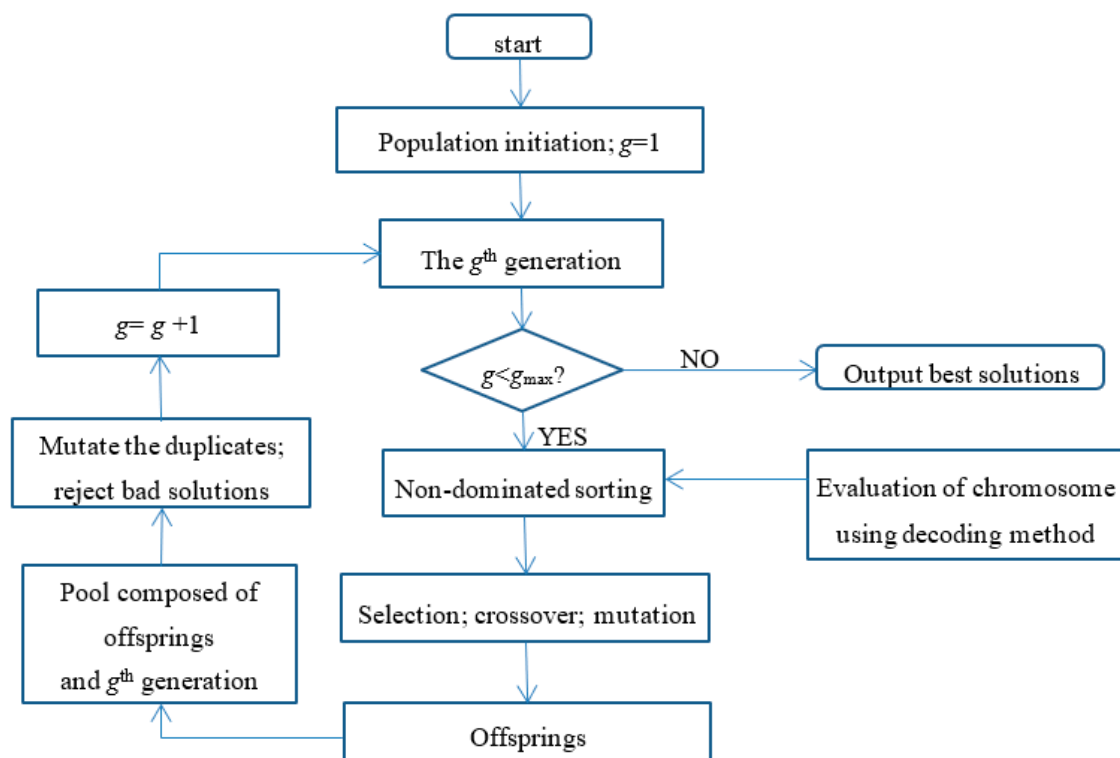 start
Population initiation; g=1
The gth generation
g= g +1
g<gmax?
NO
Output best solutions
YES
Mutate the duplicates;
reject bad solutions
Non-dominated sorting
Evaluation of chromosome
using decoding method
Pool composed of
offsprings
and gth generation
Selection; crossover; mutation
Offsprings